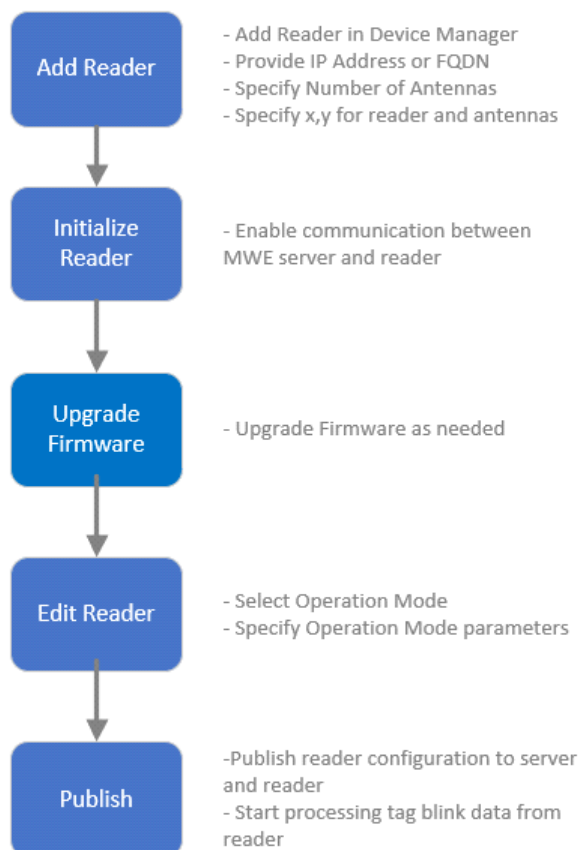 Add Reader
- Add Reader in Device Manager
- Provide IP Address or FQDN
- Specify Number of Antennas
- Specify x,y for reader and antennas
Initialize
Reader
- Enable communication between
MWE server and reader
Upgrade
Firmware
- Upgrade Firmware as needed
Edit Reader
- Select Operation Mode
- Specify Operation Mode parameters
Publish
-Publish reader configuration to server
and reader
- Start processing tag blink data from
reader